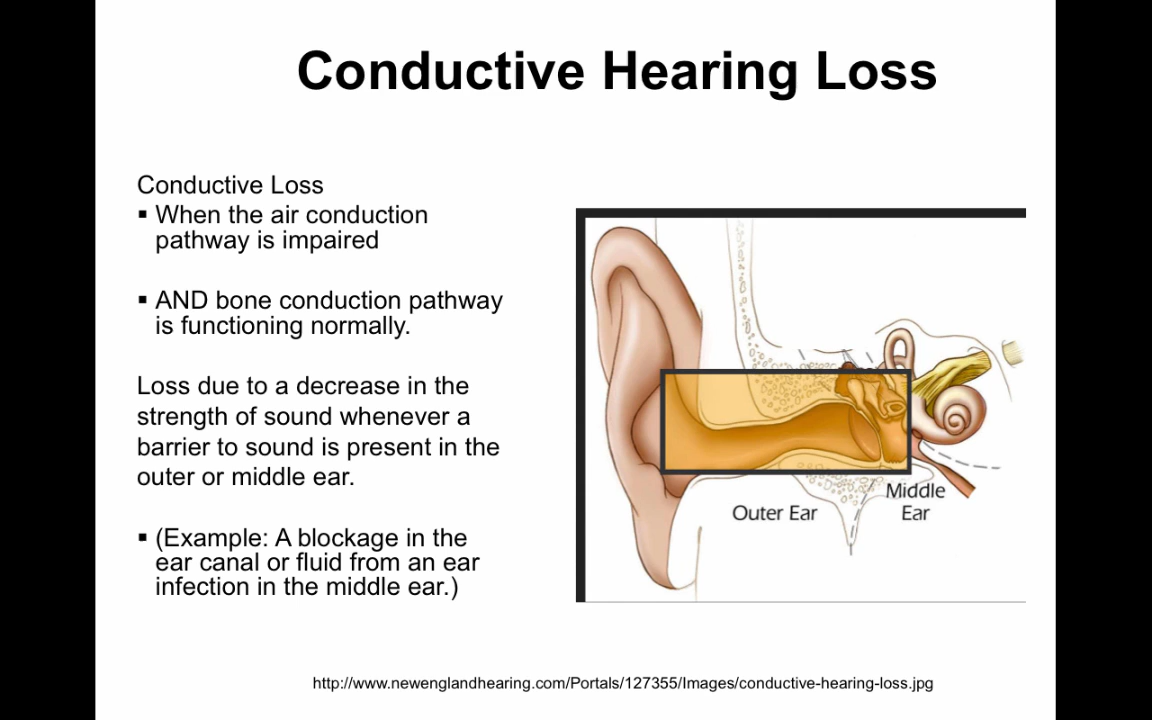 Conductive Hearing Loss
Conductive Loss
▪ When the air conduction
pathway is impaired
▪ AND bone conduction pathway
is functioning normally.
Loss due to a decrease in the
strength of sound whenever a
barrier to sound is present in the
outer or middle ear.
▪ (Example: A blockage in the
ear canal or fluid from an ear
infection in the middle ear.)
Outer Ear
Middle
Ear
http://www.newenglandhearing.com/Portals/127355/Images/conductive-hearing-loss.jpg